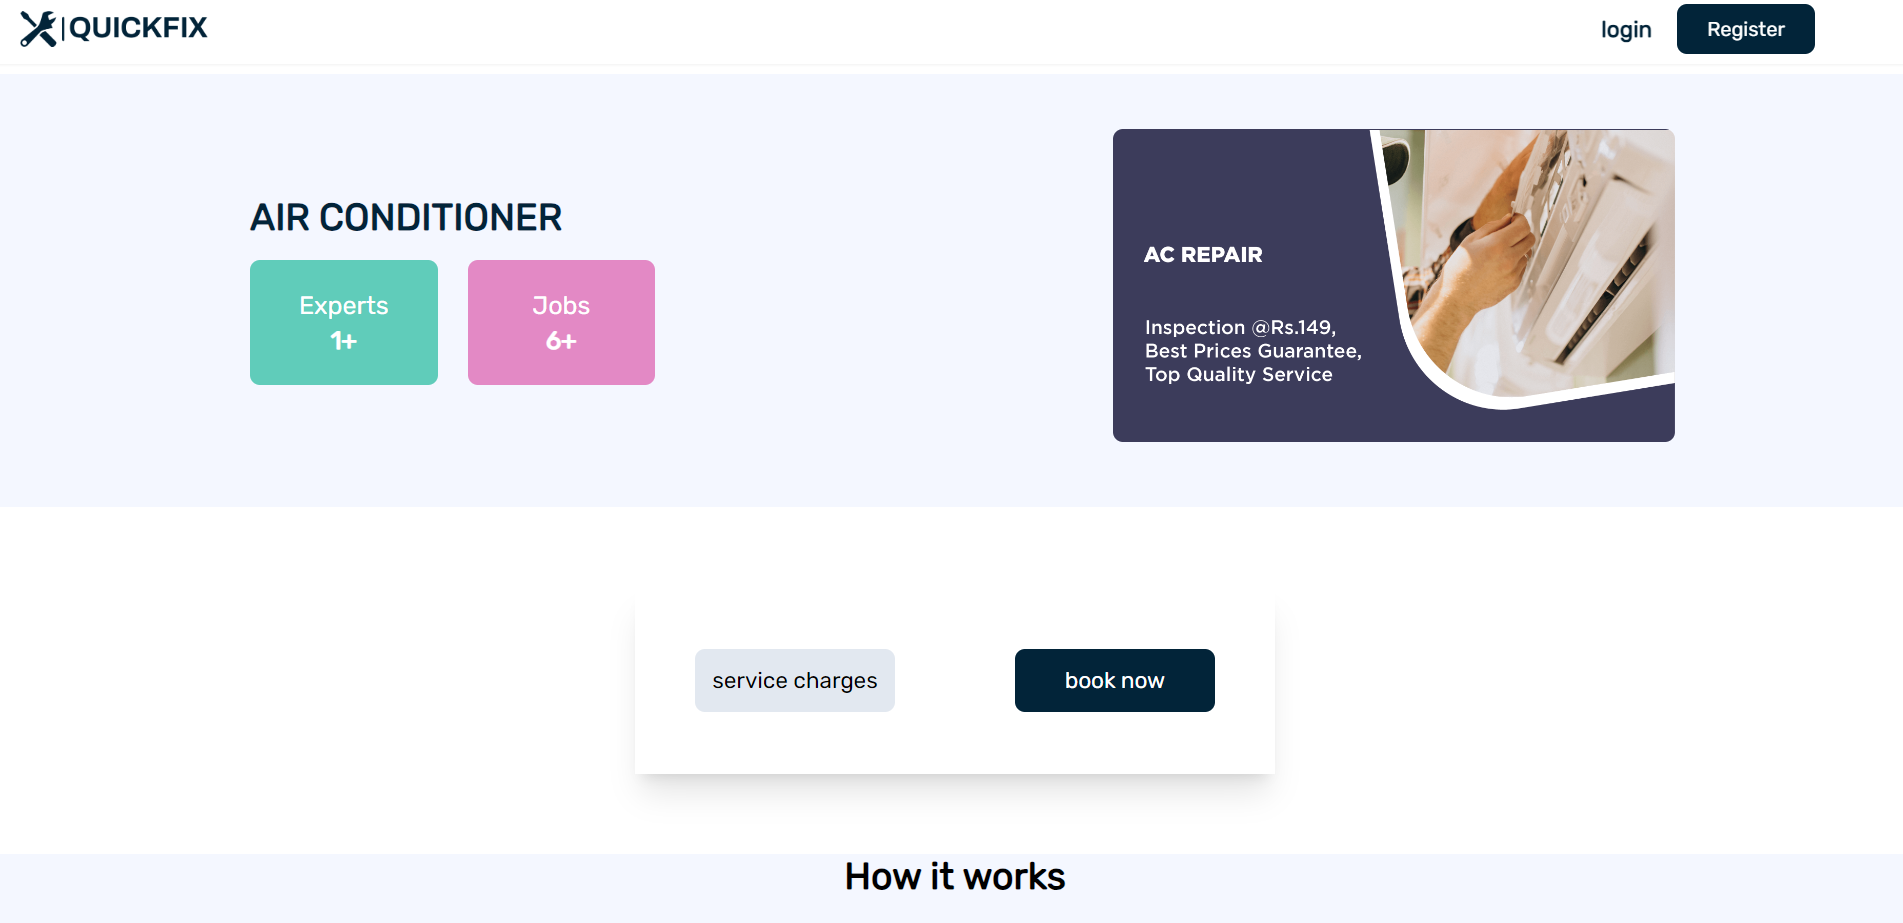 QUICKFIX
login
Register
AIR CONDITIONER
Experts
1+
Jobs
6+
AC REPAIR
Inspection @Rs.149,
Best Prices Guarantee,
Top Quality Service
service charges
book now
How it works